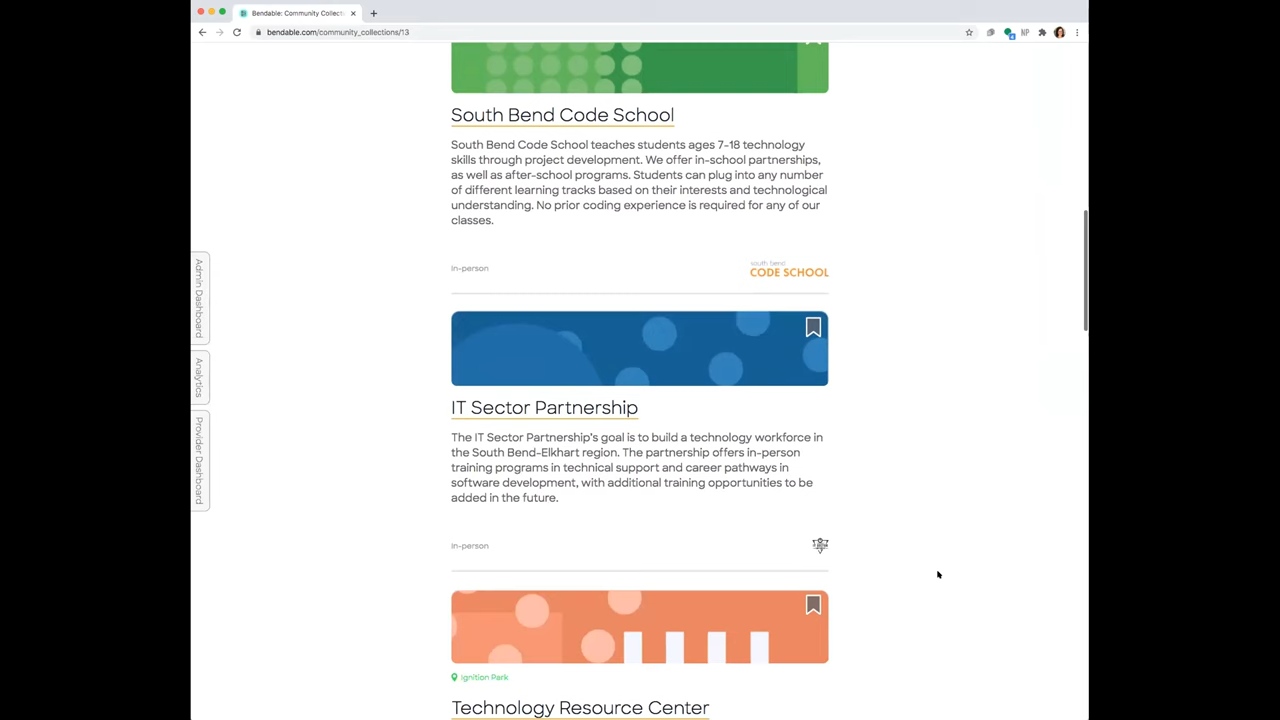 Bendable: Community Collecti
bendable.com/community_collections/13
NP
South Bend Code School
South Bend Code School teaches students ages 7-18 technology
skills through project development. We offer in-school partnerships,
as well as after-school programs. Students can plug into any number
of different learning tracks based on their interests and technological
understanding. No prior coding experience is required for any of our
classes.
In-person
south bend
CODE SCHOOL
Admin Dashboard
Analytics
Provider Dashboard
IT Sector Partnership
The IT Sector Partnership's goal is to build a technology workforce in
the South Bend-Elkhart region. The partnership offers in-person
training programs in technical support and career pathways in
software development, with additional training opportunities to be
added in the future.
In-person
Ignition Park
Technology Resource Center